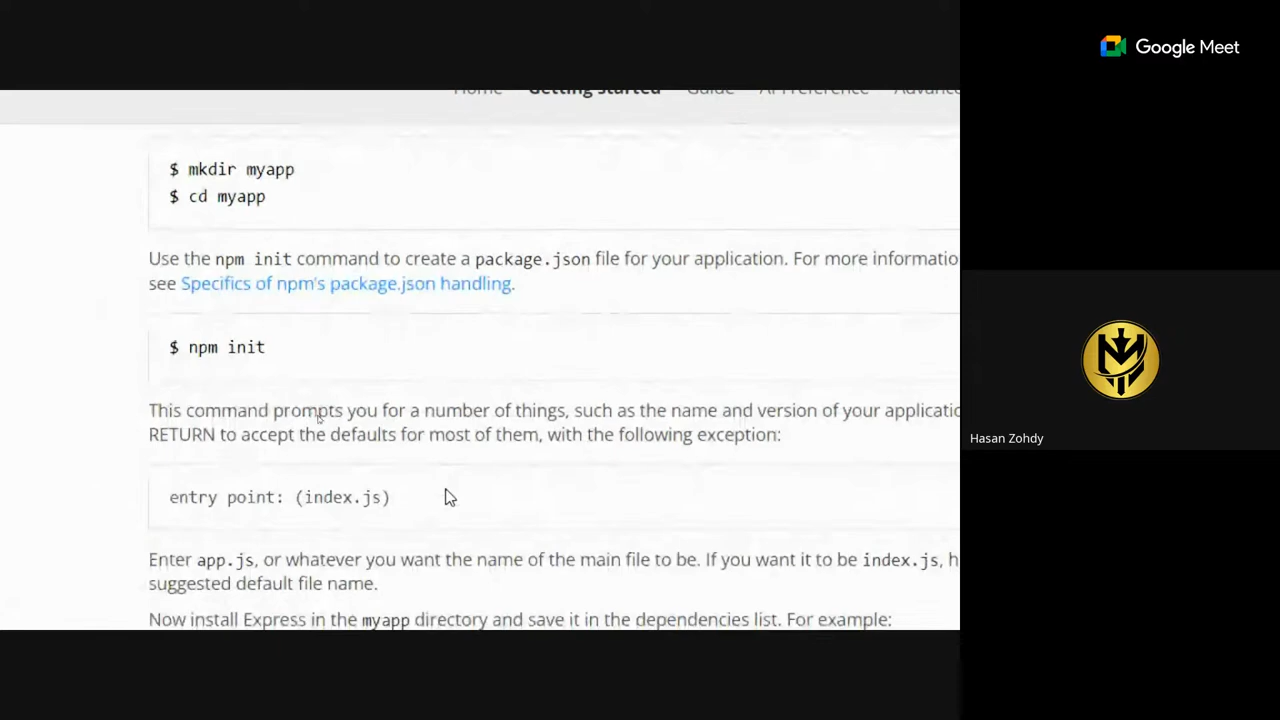 Google Meet
Home Getting started Guide API reference Advanc
$ mkdir myapp
$ cd myapp
Use the npm init command to create a package.json file for your application. For more informatio
see Specifics of npm's package.json handling.
$ npm init
This command prompts you for a number of things, such as the name and version of your applicatio
RETURN to accept the defaults for most of them, with the following exception:
Hasan Zohdy
entry point: (index.js)
Enter app.js, or whatever you want the name of the main file to be. If you want it to be index.js, h
suggested default file name.
Now install Express in the myapp directory and save it in the dependencies list. For example: